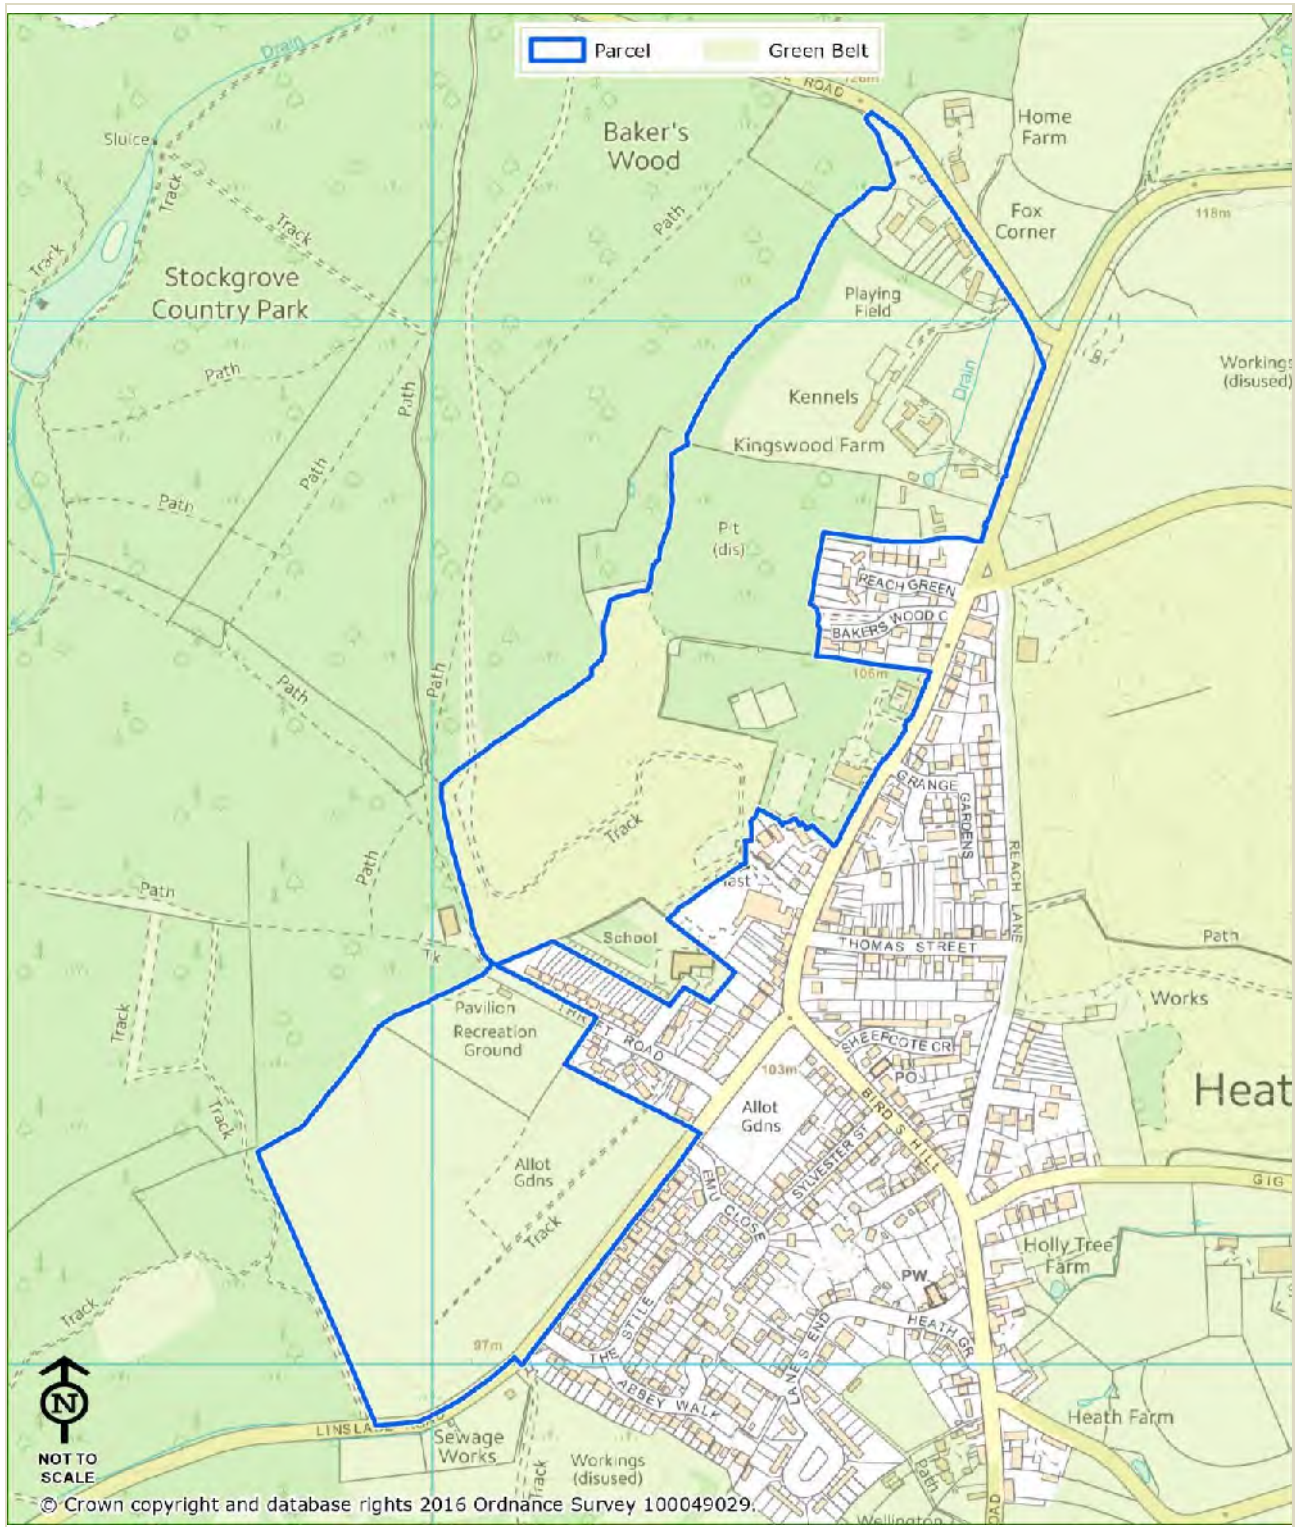 Parcel
Green Belt
ROAD
Drain
Sluice
Baker's
Wood
Home
Farm
Track
Track
Path
Fox
Corner
118m
Track
Stockgrove
Country Park
Playing
Field
Path
Path
Drain
Workings
(disused)
Kennels
Kingswood Farm
Path
Path
Pit
(dis)
REACH GREEN
BAKERS WOOD C
106m
Path
Path
GRANGE
GARDENS
Track
REACH LANE
Path
Path
School
THOMAS STREET
Path
Tk
Works
Pavilion
Recreation
Ground
THRIFT ROAD
Track
SHEEPCOTE CR
PO
103m
Heat
Allot
Gdns
BIRD S HILL
Track
SYLVESTER ST
Allot
Gdns
EMU CLOSE
GIG
Track
Holly Tree
Farm
PW
HEATH GR
LANE S END
THE STILE
Track
97m
ABBEY WALK
N
NOT TO
SCALE
Heath Farm
Sewage
Works
Workings
(disused)
Track
Path
OAD
© Crown copyright and database rights 2016 Ordnance Survey 100049029.
Wellington